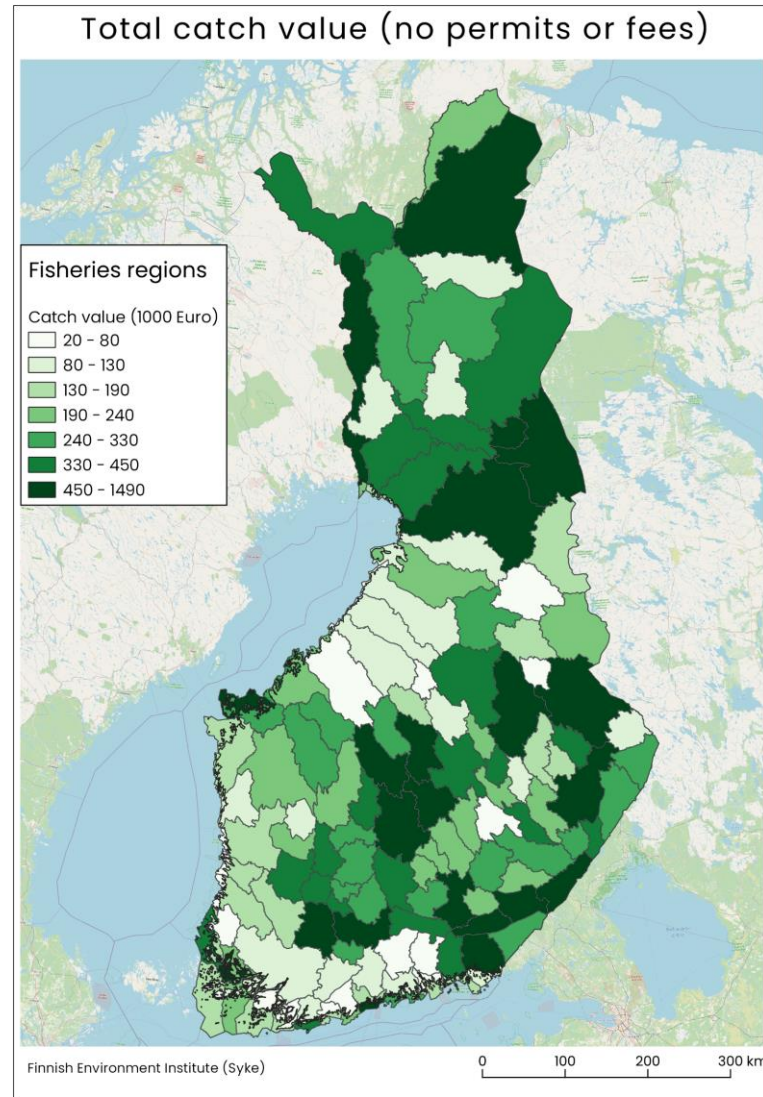 Total catch value (no permits or fees)
Fisheries regions
Catch value (1000 Euro)
20 - 80
80 - 130
130 - 190
190 - 240
240 - 330
330 - 450
450 - 1490
Finnish Environment Institute (Syke)
0 100 200 300 km